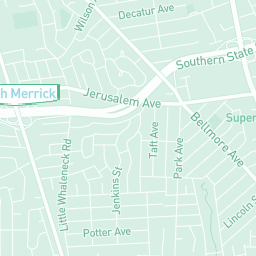 Decatur Ave
Wilson
Southern State
h Merrick
Jerusalem Ave
Super
Bellmore Ave
Taft Ave
Park Ave
Little Whaleneck Rd
Jenkins St
Lincoln S
Potter Ave